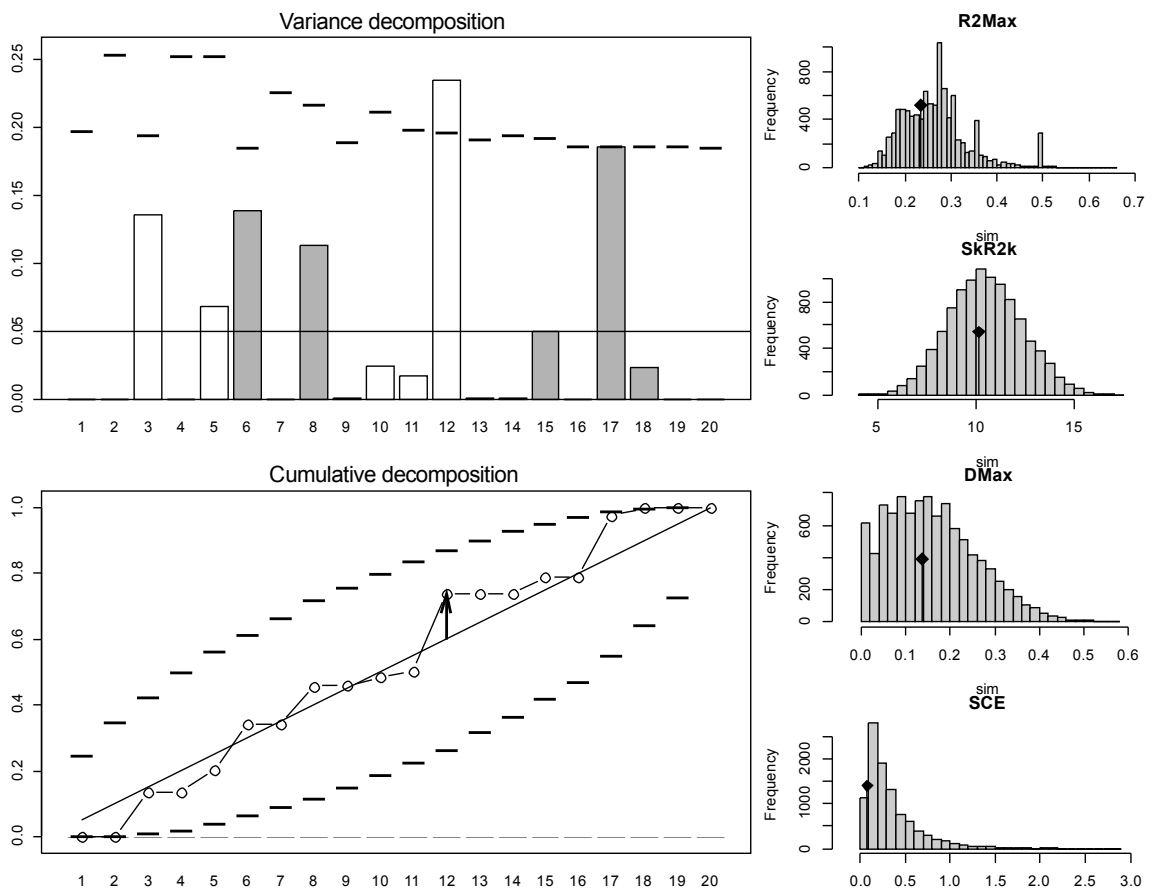 Variance decomposition
0.00 0.05 0.10 0.15 0.20 0.25
1 2 3 4 5 6 7 8 9 10 11 12 13 14 15 16 17 18 19 20
Cumulative decomposition
0.0 0.2 0.4 0.6 0.8 1.0
1 2 3 4 5 6 7 8 9 10 11 12 13 14 15 16 17 18 19 20
R2Max
Frequency
0 400 800
0.1 0.2 0.3 0.4 0.5 0.6 0.7
sim
SkR2k
Frequency
0 400 800
5 10 15
sim
DMax
Frequency
0 200 600
0.0 0.1 0.2 0.3 0.4 0.5 0.6
sim
SCE
Frequency
0 1000 2000
0.0 0.5 1.0 1.5 2.0 2.5 3.0